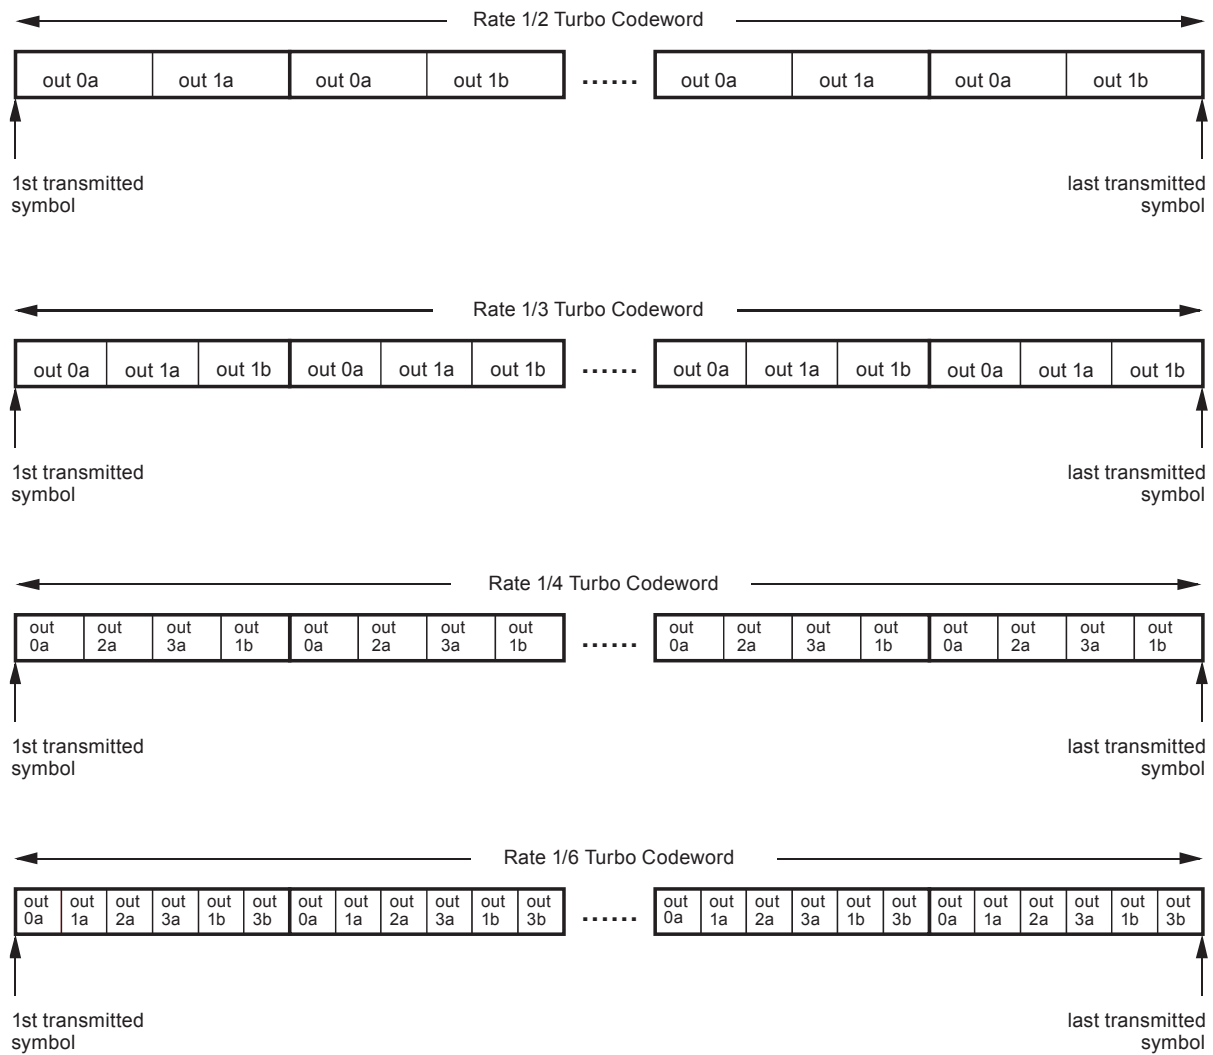 Rate 1/2 Turbo Codeword
out 0a out 1a out 0a out 1b ...... out 0a out 1a out 0a out 1b
1st transmitted
symbol
last transmitted
symbol
Rate 1/3 Turbo Codeword
out 0a out 1a out 1b out 0a out 1a out 1b ...... out 0a out 1a out 1b out 0a out 1a out 1b
1st transmitted
symbol
last transmitted
symbol
Rate 1/4 Turbo Codeword
out out out out out out out out ...... out out out out out out out out
0a 2a 3a 1b 0a 2a 3a 1b 0a 2a 3a 1b 0a 2a 3a 1b
1st transmitted
symbol
last transmitted
symbol
Rate 1/6 Turbo Codeword
out out out out out out out out out out out out ...... out out out out out out out out out out out out
0a 1a 2a 3a 1b 3b 0a 1a 2a 3a 1b 3b 0a 1a 2a 3a 1b 3b 0a 1a 2a 3a 1b 3b
1st transmitted
symbol
last transmitted
symbol